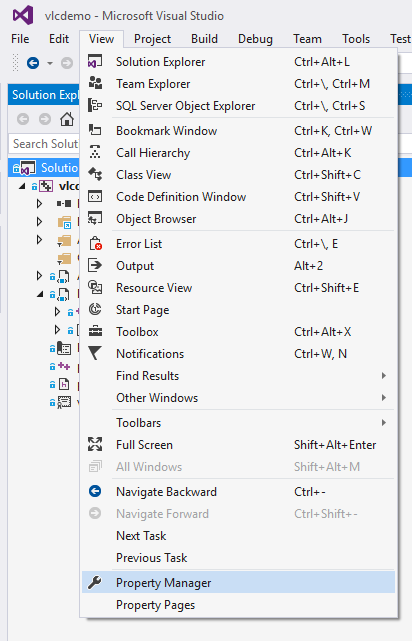 vlcdemo - Microsoft Visual Studio
File Edit View Project Build Debug Team Tools Test
Solution Explorer Ctrl+Alt+L
Team Explorer Ctrl+\, Ctrl+M
SQL Server Object Explorer Ctrl+\, Ctrl+S
Bookmark Window Ctrl+K, Ctrl+W
Call Hierarchy Ctrl+Alt+K
Class View Ctrl+Shift+C
Code Definition Window Ctrl+Shift+V
Object Browser Ctrl+Alt+J
Error List Ctrl+\, E
Output Alt+2
Resource View Ctrl+Shift+E
Start Page
Toolbox Ctrl+Alt+X
Notifications Ctrl+W, N
Find Results
Other Windows
Toolbars
Full Screen Shift+Alt+Enter
All Windows Shift+Alt+M
Navigate Backward Ctrl+-
Navigate Forward Ctrl+Shift+-
Next Task
Previous Task
Property Manager
Property Pages
Solution Expl
Search Solut
Solution
vlcd